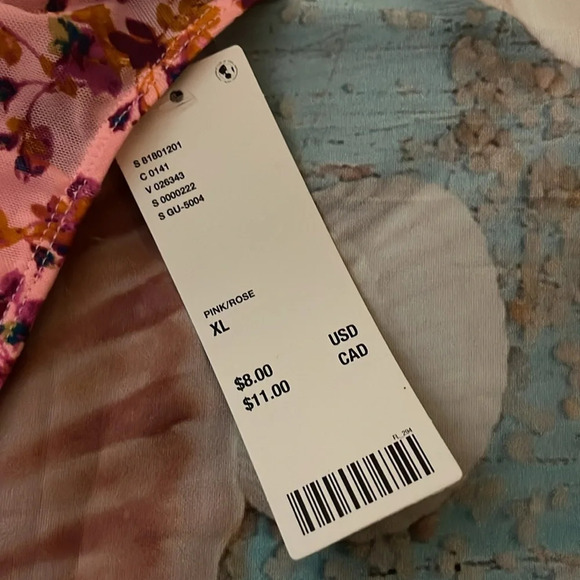 S 81801201
C 0141
V 026343
S 0000222
S GU-5004
PINK/ROSE
XL
$8.00 USD
$11.00 CAD